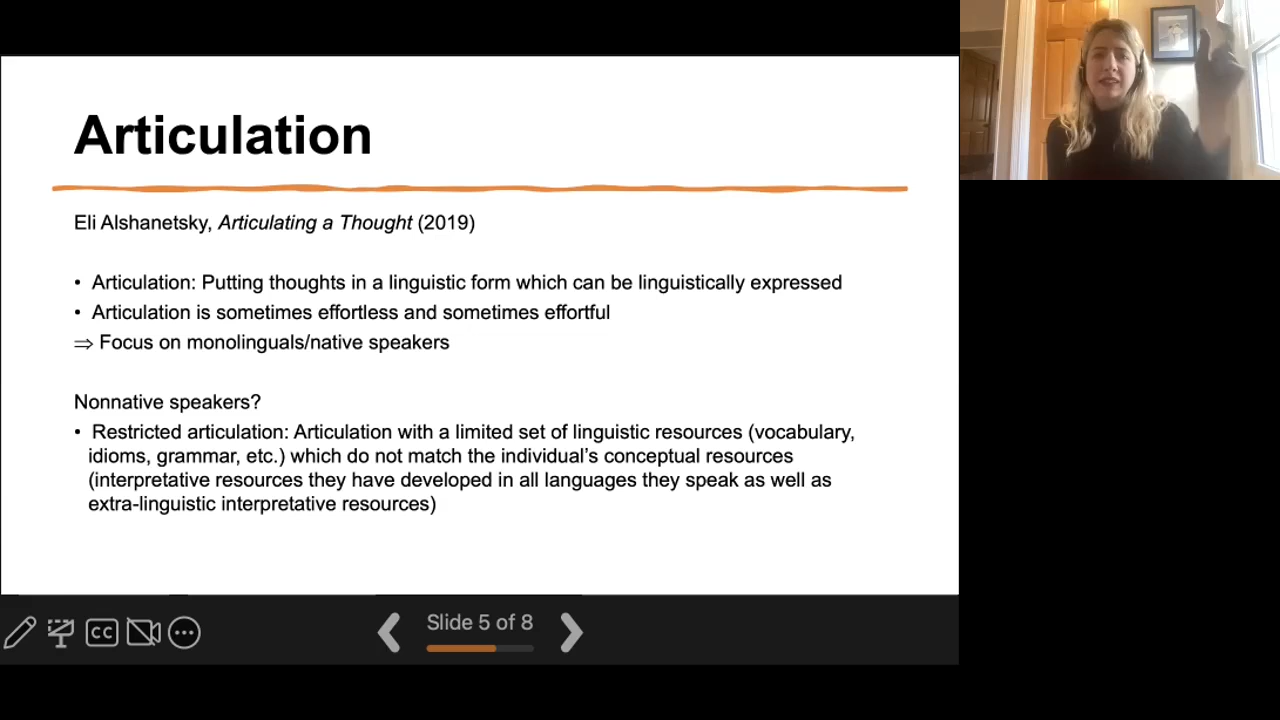 Articulation
Eli Alshanetsky, Articulating a Thought (2019)
• Articulation: Putting thoughts in a linguistic form which can be linguistically expressed
• Articulation is sometimes effortless and sometimes effortful
⇒ Focus on monolinguals/native speakers
Nonnative speakers?
• Restricted articulation: Articulation with a limited set of linguistic resources (vocabulary,
idioms, grammar, etc.) which do not match the individual’s conceptual resources
(interpretative resources they have developed in all languages they speak as well as
extra-linguistic interpretative resources)
CC
Slide 5 of 8